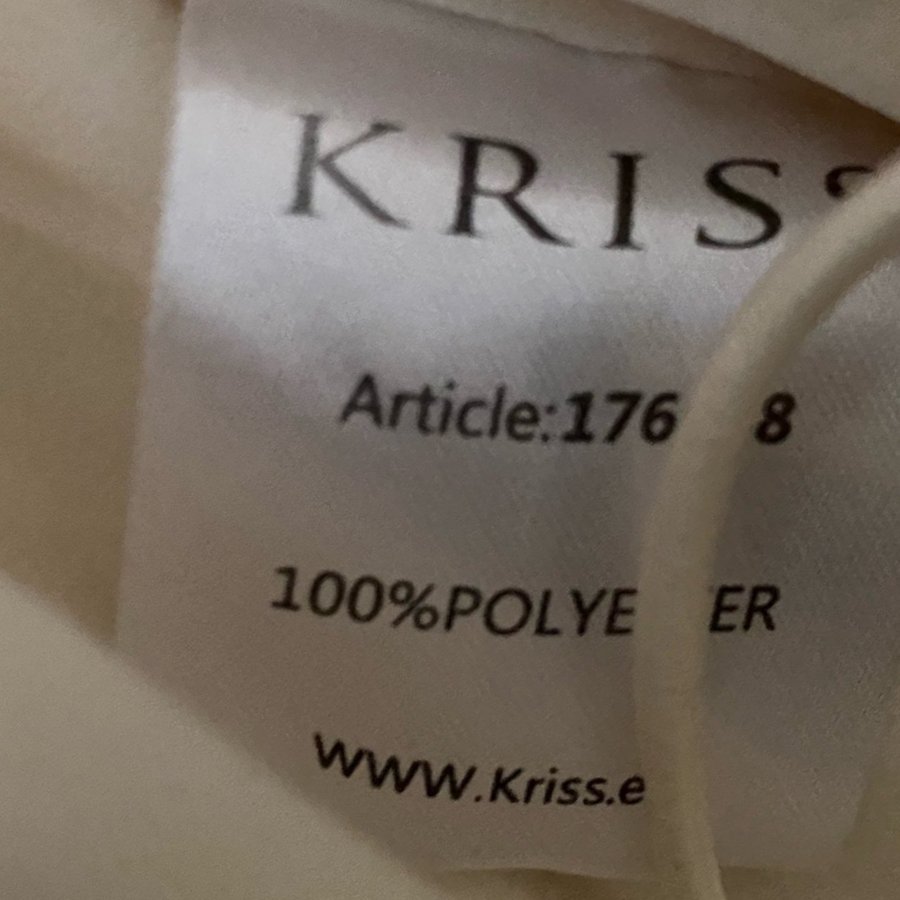 KRISS
Article:176 8
100%POLYE ER
www.Kriss.e